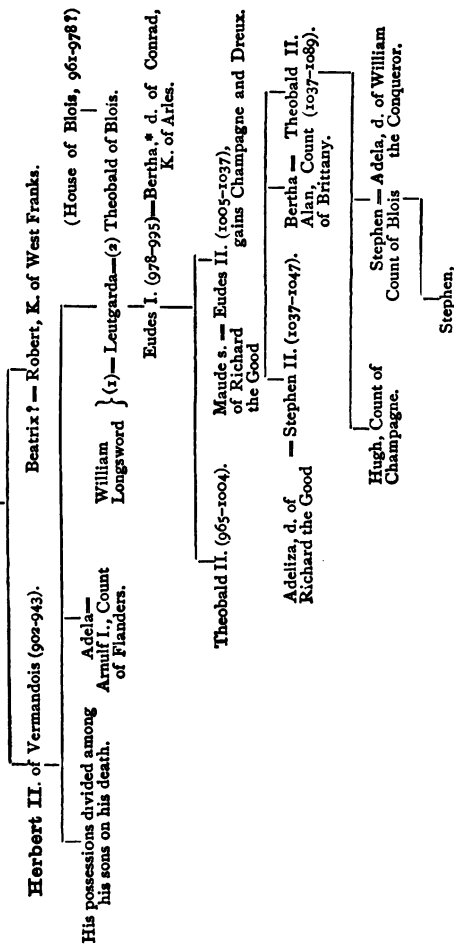 Herbert II. of Vermandois (902-943).
Beatrix ? — Robert, K. of West Franks.
His possessions divided among
his sons on his death.
Adela—
Arnulf I., Count
of Flanders.
William
Longsword
} (1)— Leutgarda—(2) Theobald of Blois.
(House of Blois, 961-978 ?)
Eudes I. (978-995)—Bertha,* d. of Conrad,
K. of Arles.
Theobald II. (965-1004).
Maude s. — Eudes II. (1005-1037),
of Richard
the Good
gains Champagne and Dreux.
Adeliza, d. of
Richard the Good
— Stephen II. (1037-1047).
Bertha — Theobald II.
Alan, Count (1037-1089).
of Brittany.
Hugh, Count of
Champagne.
Stephen — Adela, d. of William
Count of Blois
the Conqueror.
Stephen,